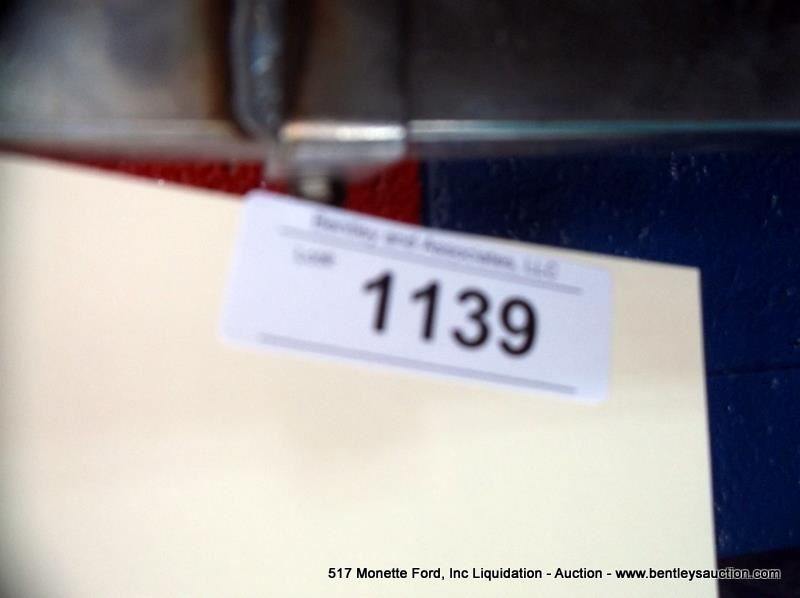 Bentley and Associates, LLC
Lot#
1139
517 Monette Ford, Inc Liquidation - Auction - www.bentleysauction.com